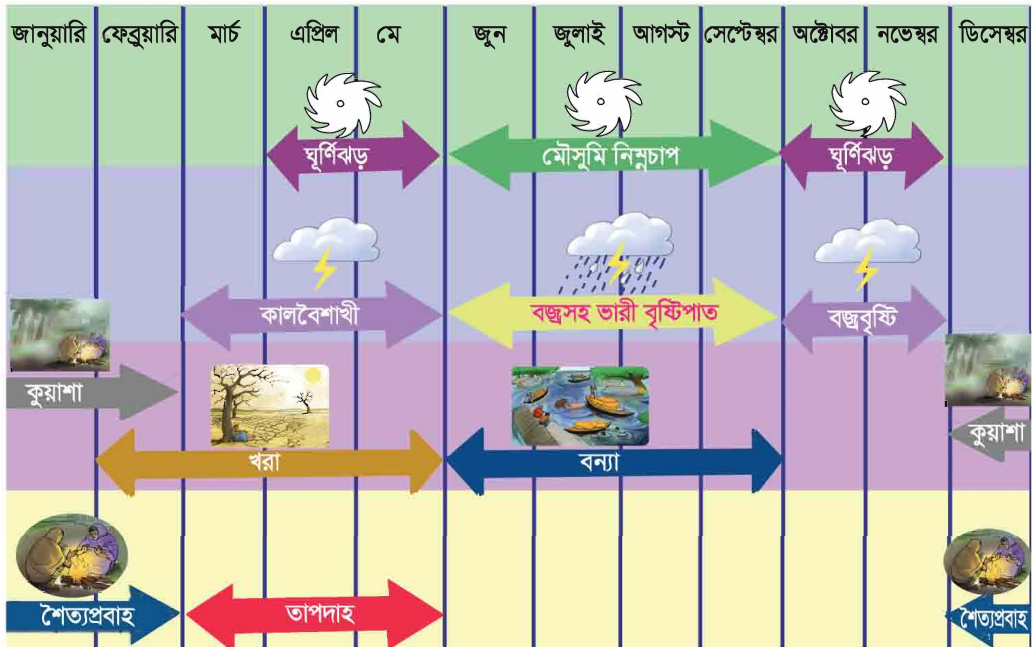 জানুয়ারি ফেব্রুয়ারি মার্চ এপ্রিল মে জুন জুলাই আগস্ট সেপ্টেম্বর অক্টোবর নভেম্বর ডিসেম্বর
ঘূর্ণিঝড় মৌসুমি নিম্নচাপ ঘূর্ণিঝড়
কালবৈশাখী বজ্রসহ ভারী বৃষ্টিপাত বজ্রবৃষ্টি
কুয়াশা
কুয়াশা
খরা বন্যা
শৈত্যপ্রবাহ তাপদাহ শৈত্যপ্রবাহ